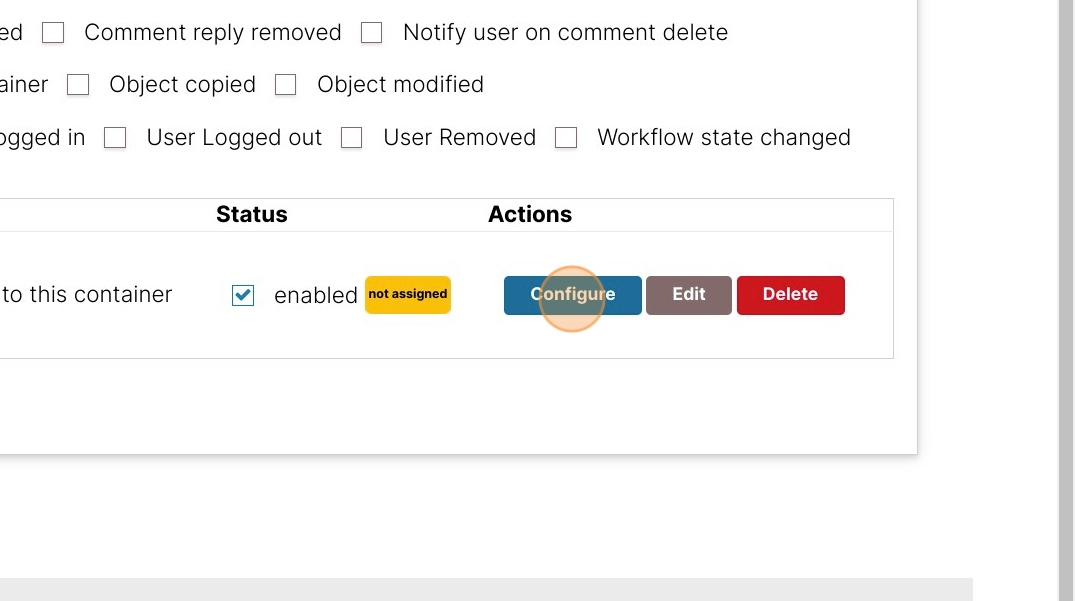 ed Comment reply removed Notify user on comment delete
ainer Object copied Object modified
ogged in User Logged out User Removed Workflow state changed
Status Actions
to this container enabled not assigned Configure Edit Delete